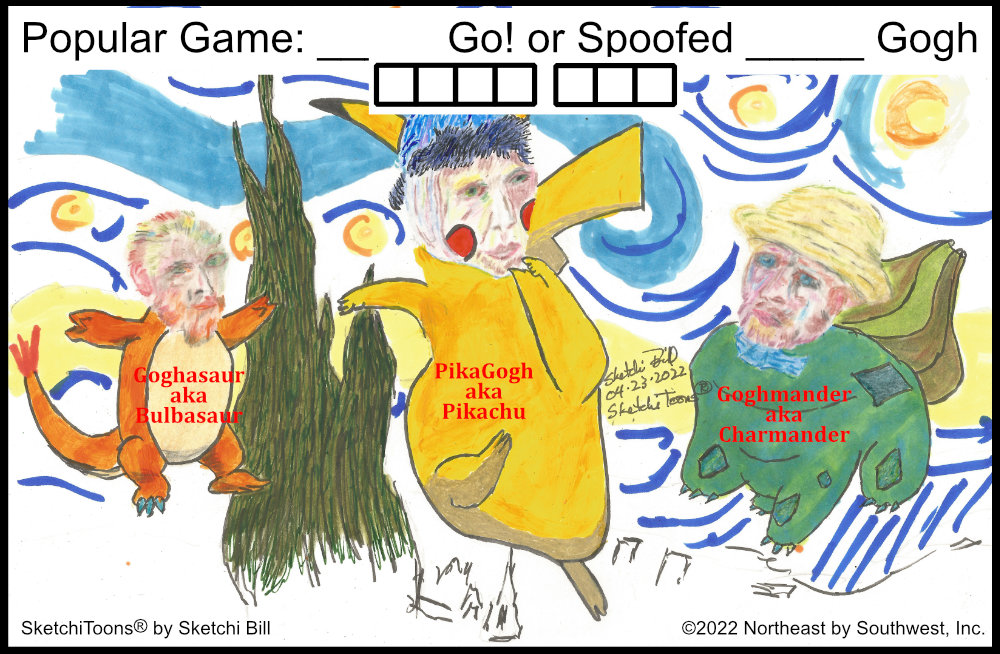 Popular Game: __ Go! or Spoofed _____ Gogh
Goghasaur
aka
Bulbasaur
PikaGogh
aka
Pikachu
Sketchi Bill
04·23·2022
SketchiToons®
Goghmander
aka
Charmander
SketchiToons® by Sketchi Bill
©2022 Northeast by Southwest, Inc.